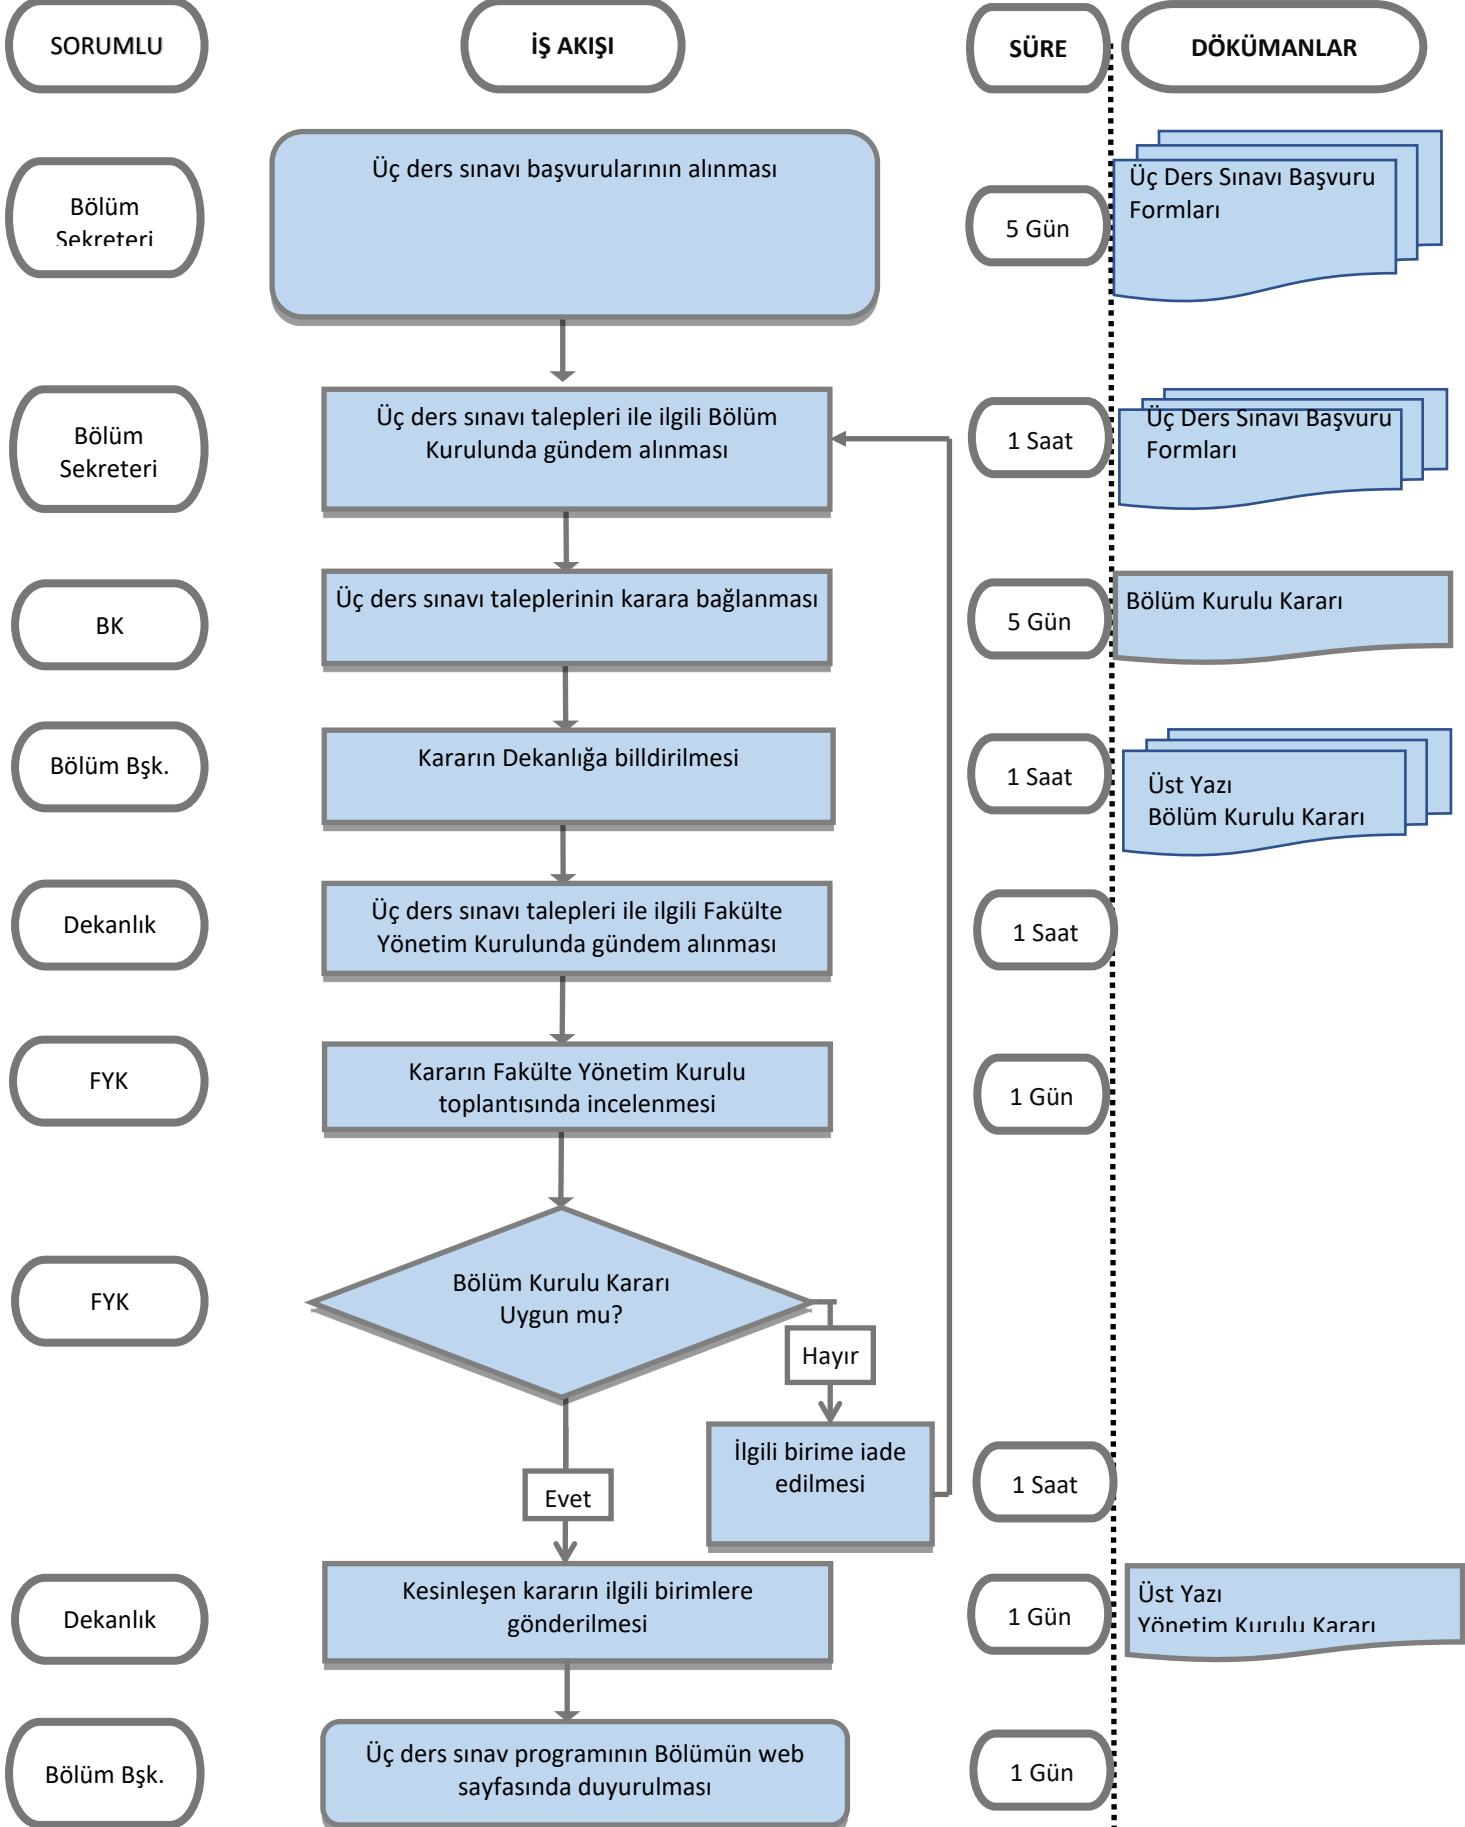 SORUMLU
İŞ AKIŞI
SÜRE
DÖKÜMANLAR
Bölüm
Sekreteri
Üç ders sınavı başvurularının alınması
5 Gün
Üç Ders Sınavı Başvuru
Formları
Bölüm
Sekreteri
Üç ders sınavı talepleri ile ilgili Bölüm
Kurulunda gündem alınması
1 Saat
Üç Ders Sınavı Başvuru
Formları
BK
Üç ders sınavı taleplerinin karara bağlanması
5 Gün
Bölüm Kurulu Kararı
Bölüm Bşk.
Kararın Dekanlığa billdirilmesi
1 Saat
Üst Yazı
Bölüm Kurulu Kararı
Dekanlık
Üç ders sınavı talepleri ile ilgili Fakülte
Yönetim Kurulunda gündem alınması
1 Saat
FYK
Kararın Fakülte Yönetim Kurulu
toplantısında incelenmesi
1 Gün
FYK
Bölüm Kurulu Kararı
Uygun mu?
Hayır
İlgili birime iade
edilmesi
1 Saat
Evet
Dekanlık
Kesinleşen kararın ilgili birimlere
gönderilmesi
1 Gün
Üst Yazı
Yönetim Kurulu Kararı
Bölüm Bşk.
Üç ders sınav programının Bölümün web
sayfasında duyurulması
1 Gün